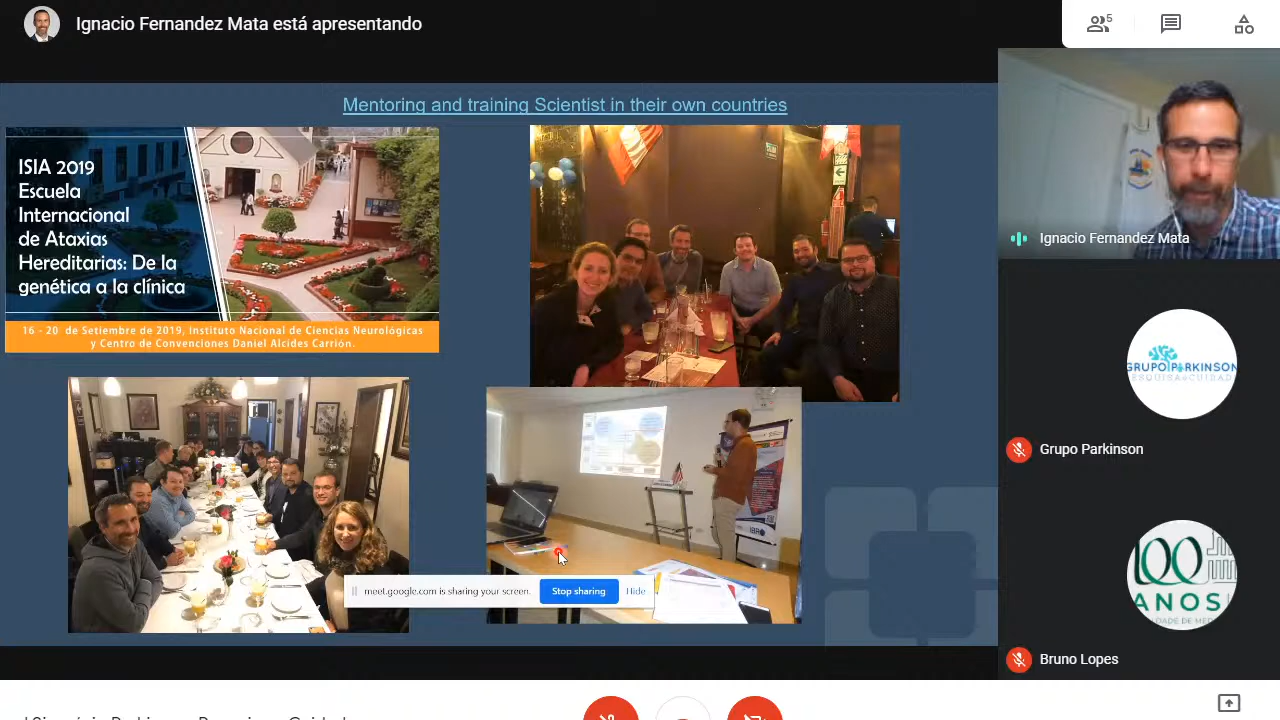 Ignacio Fernandez Mata está apresentando
5
Mentoring and training Scientist in their own countries
ISIA 2019
Escuela
Internacional
de Ataxias
Hereditarias: De la
genética a la clínica
16 - 20 de Setiembre de 2019, Instituto Nacional de Ciencias Neurológicas
y Centro de Convenciones Daniel Alcides Carrión.
IBRO
meet.google.com is sharing your screen.
Stop sharing
Hide
Ignacio Fernandez Mata
GRUPO PARKINSON
Grupo Parkinson
100
ANOS
Bruno Lopes